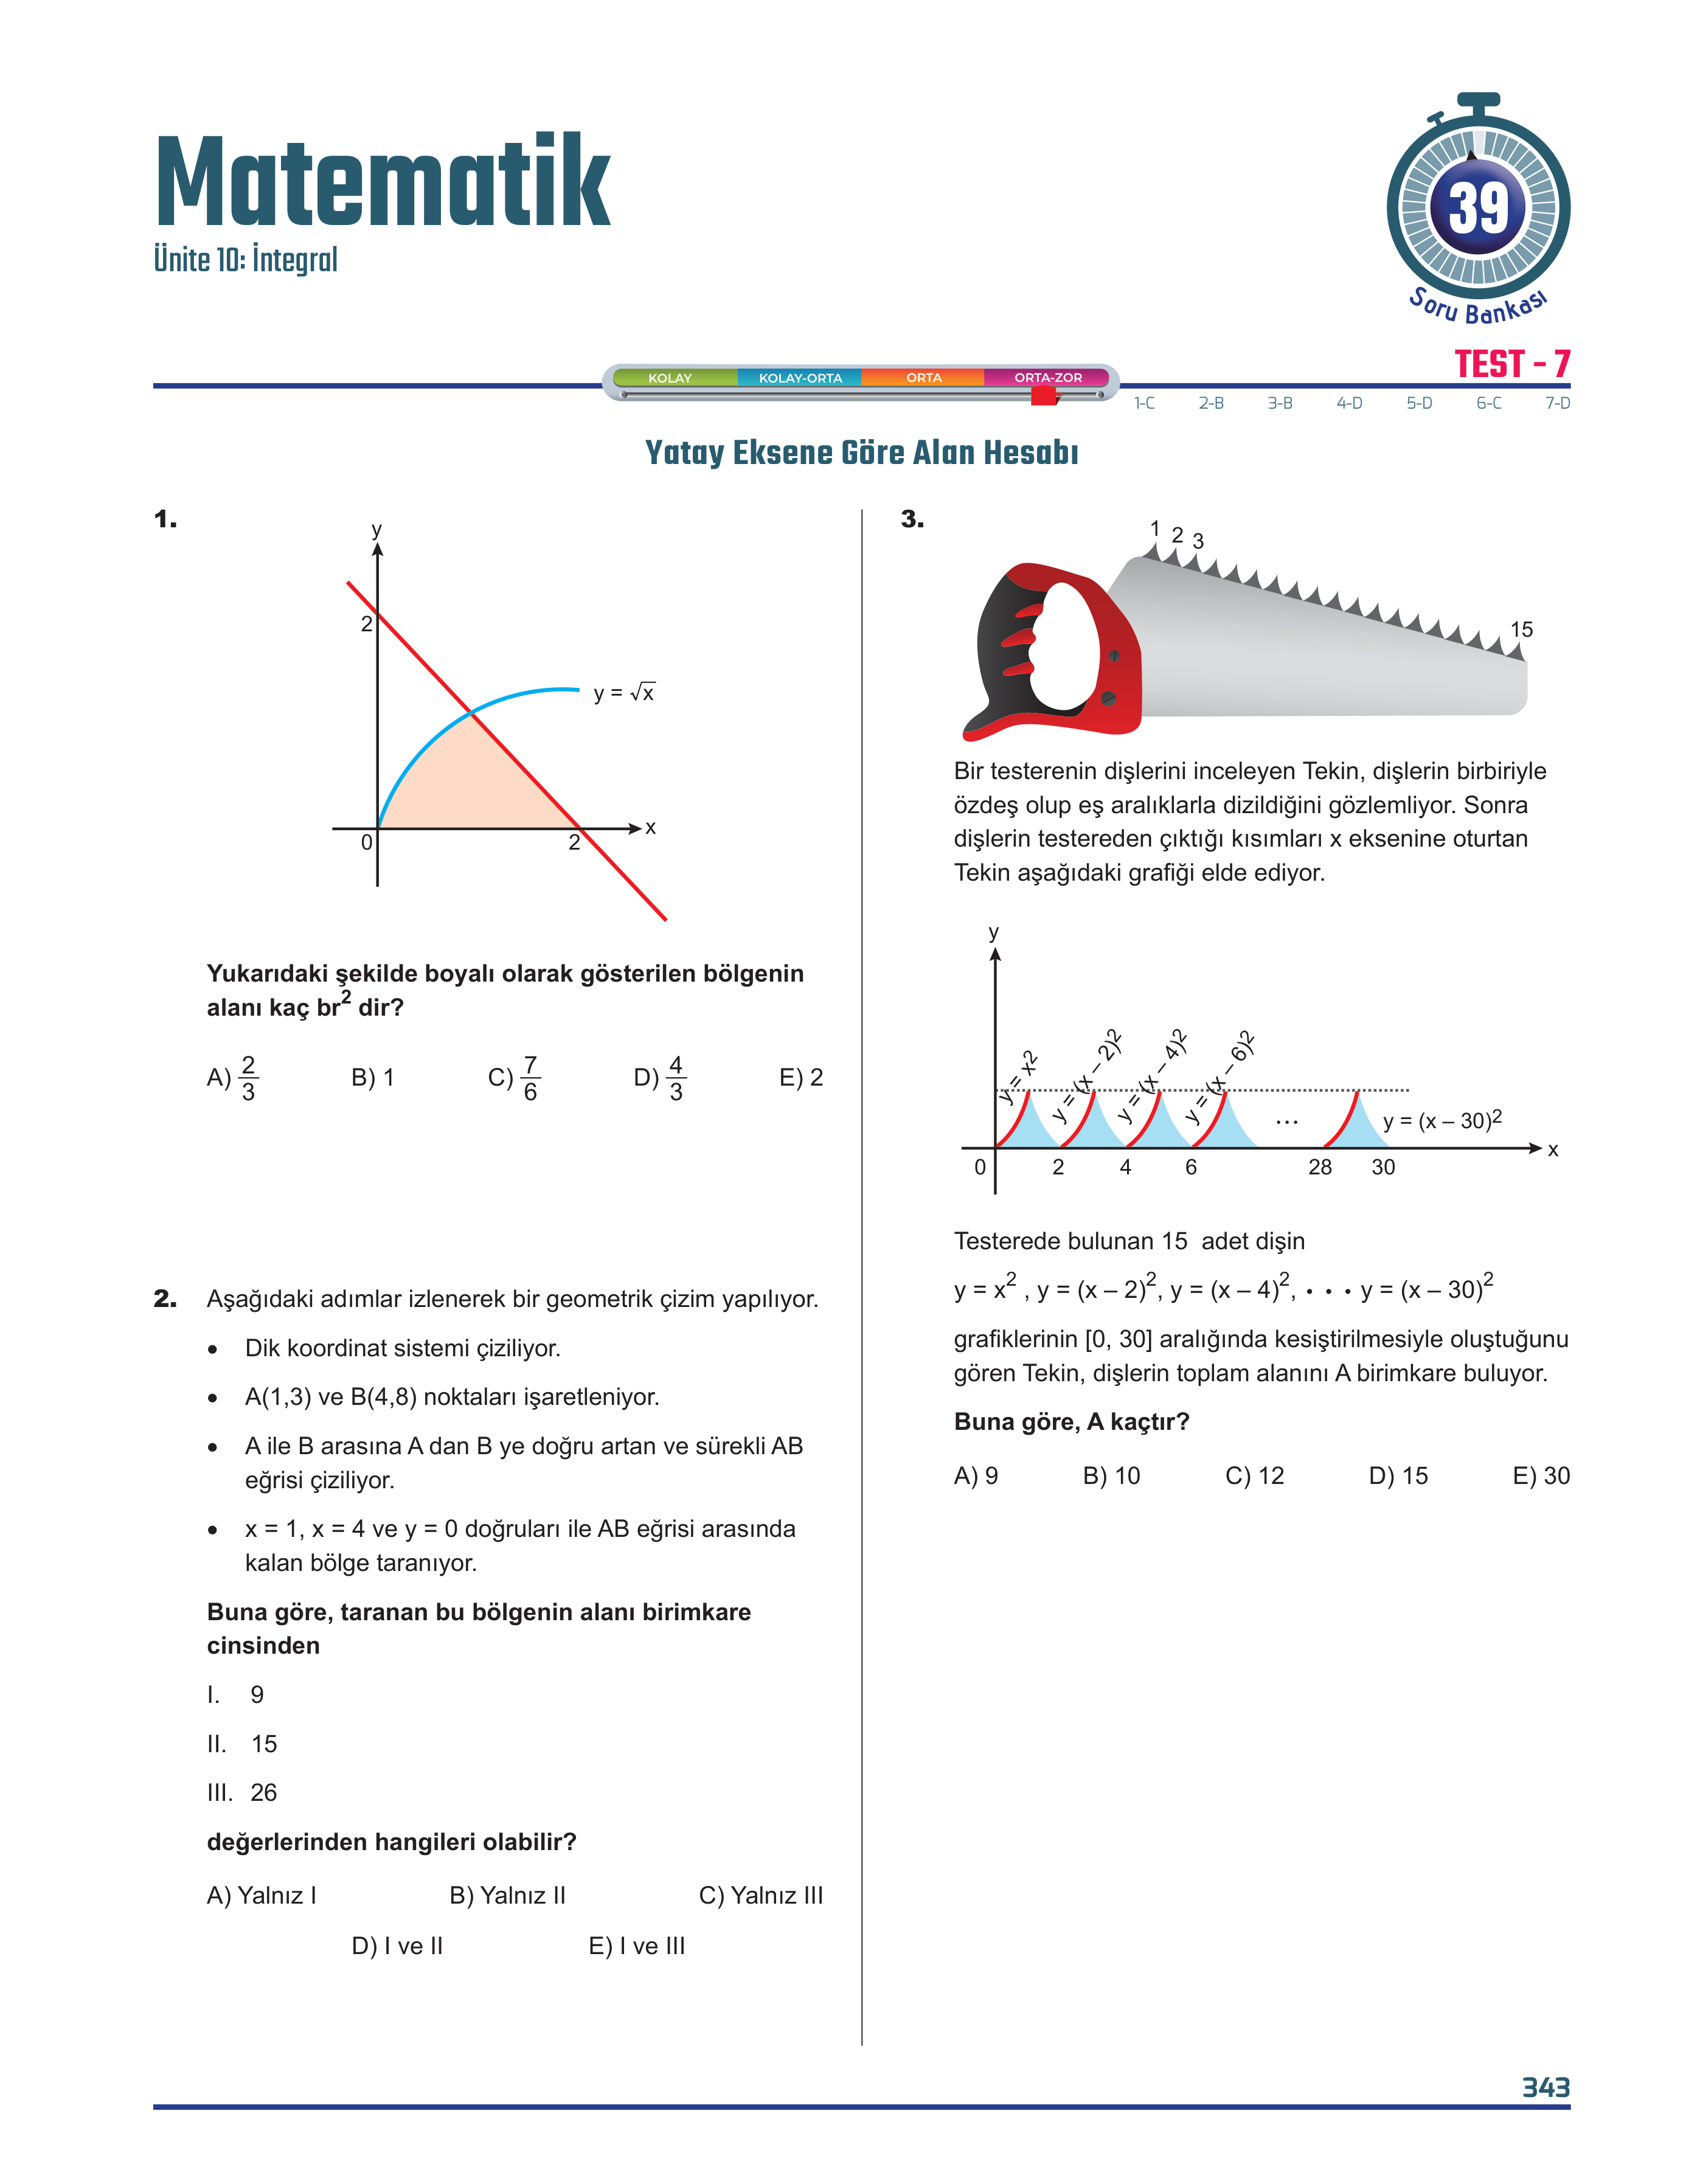 Matematik
Ünite 10: İntegral
39
Soru Bankası
TEST - 7
KOLAY KOLAY-ORTA ORTA ORTA-ZOR
1-C 2-B 3-B 4-D 5-D 6-C 7-D
Yatay Eksene Göre Alan Hesabı
1.
y
2
y = √x
x
0 2
Yukarıdaki şekilde boyalı olarak gösterilen bölgenin
alanı kaç br² dir?
A) 2/3 B) 1 C) 7/6 D) 4/3 E) 2
2. Aşağıdaki adımlar izlenerek bir geometrik çizim yapılıyor.
• Dik koordinat sistemi çiziliyor.
• A(1,3) ve B(4,8) noktaları işaretleniyor.
• A ile B arasına A dan B ye doğru artan ve sürekli AB
eğrisi çiziliyor.
• x = 1, x = 4 ve y = 0 doğruları ile AB eğrisi arasında
kalan bölge taranıyor.
Buna göre, taranan bu bölgenin alanı birimkare
cinsinden
I. 9
II. 15
III. 26
değerlerinden hangileri olabilir?
A) Yalnız I B) Yalnız II C) Yalnız III
D) I ve II E) I ve III
3.
1 2 3
15
Bir testerenin dişlerini inceleyen Tekin, dişlerin birbiriyle
özdeş olup eş aralıklarla dizildiğini gözlemliyor. Sonra
dişlerin testereden çıktığı kısımları x eksenine oturtan
Tekin aşağıdaki grafiği elde ediyor.
y
y = x² y = (x – 2)² y = (x – 4)² y = (x – 6)²
... y = (x – 30)²
x
0 2 4 6 28 30
Testerede bulunan 15 adet dişin
y = x² , y = (x – 2)², y = (x – 4)², • • • y = (x – 30)²
grafiklerinin [0, 30] aralığında kesiştirilmesiyle oluştuğunu
gören Tekin, dişlerin toplam alanını A birimkare buluyor.
Buna göre, A kaçtır?
A) 9 B) 10 C) 12 D) 15 E) 30
343